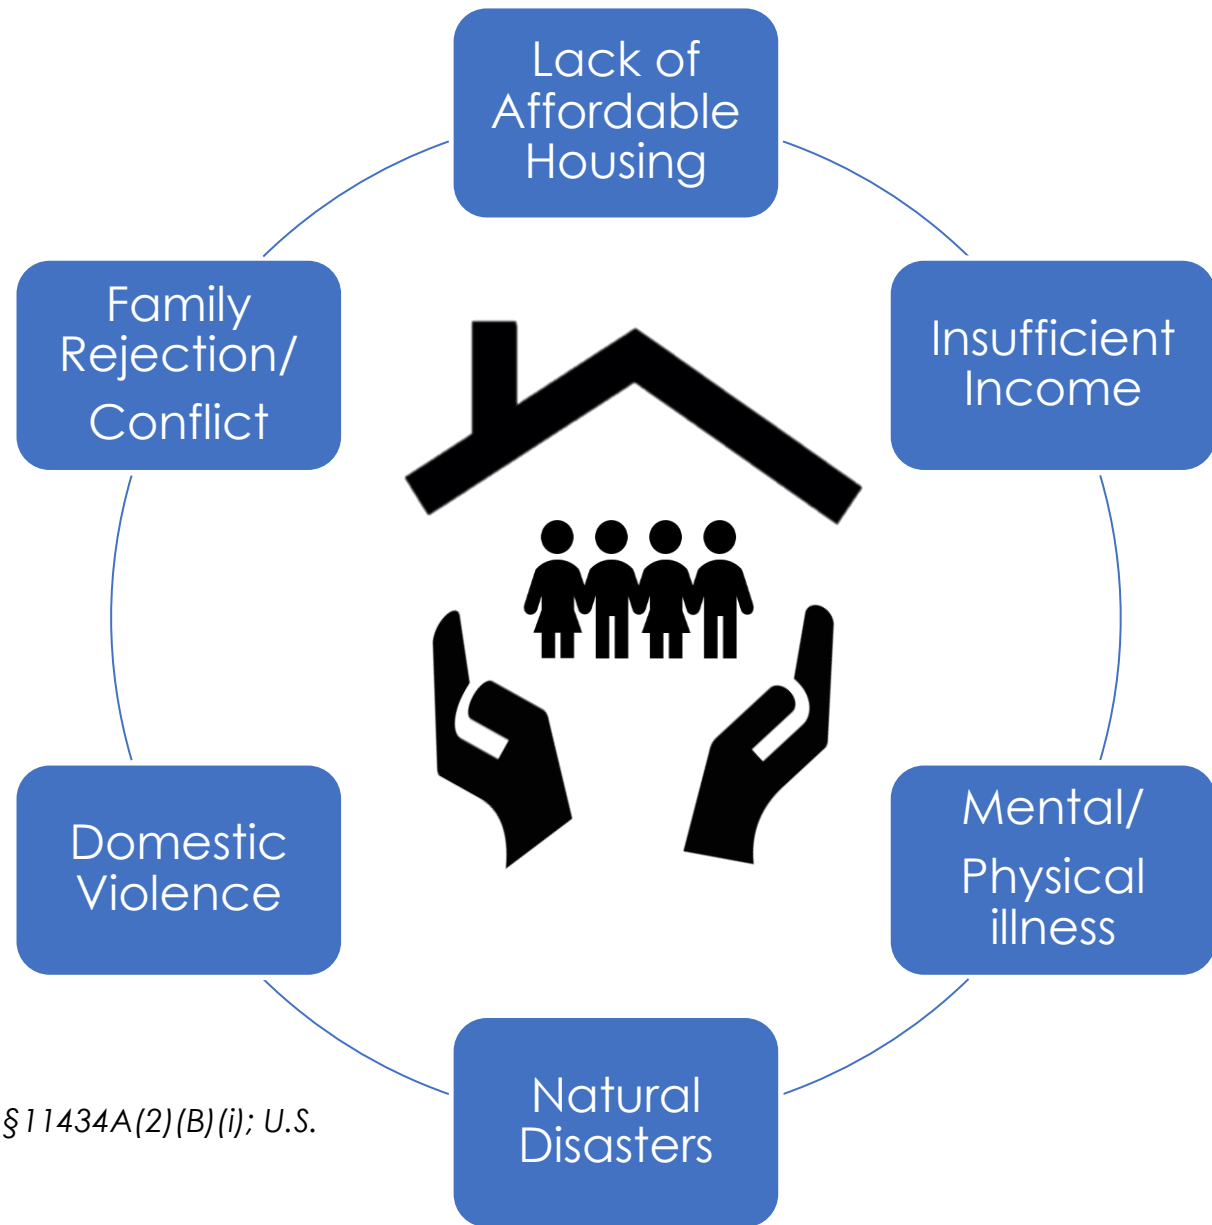 Lack of
Affordable
Housing
Insufficient
Income
Mental/
Physical
illness
Natural
Disasters
Domestic
Violence
Family
Rejection/
Conflict
§11434A(2)(B)(i); U.S.